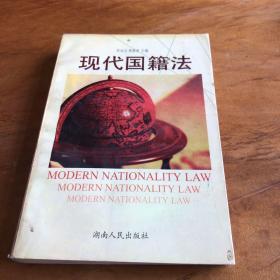 现代国籍法
MODERN NATIONALITY LAW
MODERN NATIONALITY LAW
MODERN NATIONALITY LAW
湖南人民出版社